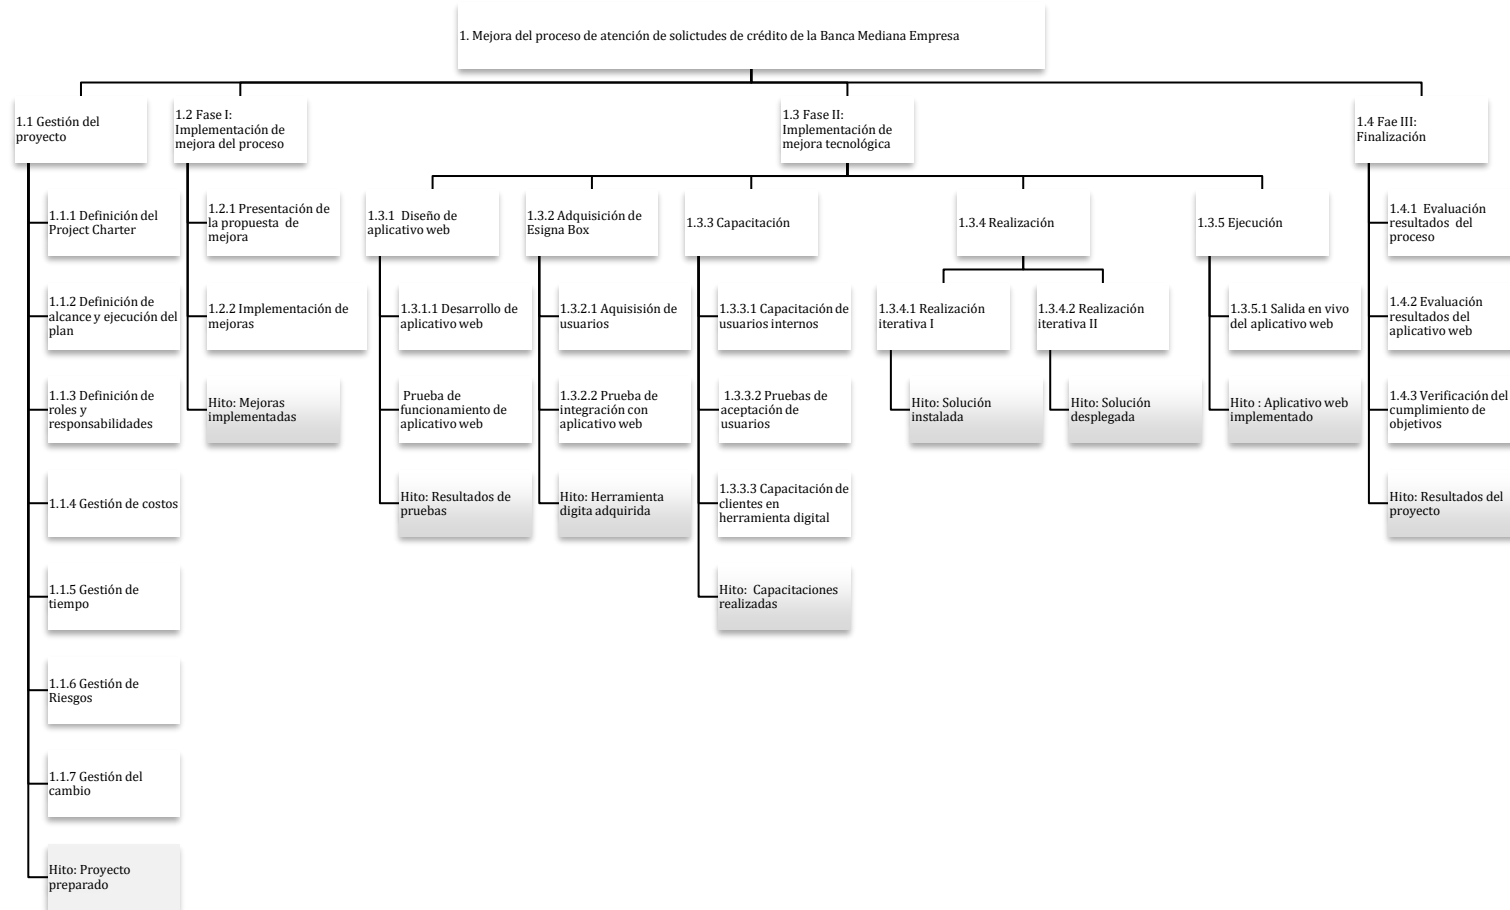 1. Mejora del proceso de atención de solictudes de crédito de la Banca Mediana Empresa
1.1 Gestión del
proyecto
1.1.1 Definición del
Project Charter
1.1.2 Definición de
alcance y ejecución del
plan
1.1.3 Definición de
roles y
responsabilidades
1.1.4 Gestión de costos
1.1.5 Gestión de
tiempo
1.1.6 Gestión de
Riesgos
1.1.7 Gestión del
cambio
Hito: Proyecto
preparado
1.2 Fase I:
Implementación de
mejora del proceso
1.2.1 Presentación de
la propuesta de
mejora
1.2.2 Implementación de
mejoras
Hito: Mejoras
implementadas
1.3 Fase II:
Implementación de
mejora tecnológica
1.3.1 Diseño de
aplicativo web
1.3.1.1 Desarrollo de
aplicativo web
Prueba de
funcionamiento de
aplicativo web
Hito: Resultados de
pruebas
1.3.2 Adquisición de
Esigna Box
1.3.2.1 Aquisisión de
usuarios
1.3.2.2 Prueba de
integración con
aplicativo web
Hito: Herramienta
digita adquirida
1.3.3 Capacitación
1.3.3.1 Capacitación de
usuarios internos
1.3.3.2 Pruebas de
aceptación de
usuarios
1.3.3.3 Capacitación de
clientes en
herramienta digital
Hito: Capacitaciones
realizadas
1.3.4 Realización
1.3.4.1 Realización
iterativa I
Hito: Solución
instalada
1.3.4.2 Realización
iterativa II
Hito: Solución
desplegada
1.3.5 Ejecución
1.3.5.1 Salida en vivo
del aplicativo web
Hito : Aplicativo web
implementado
1.4 Fae III:
Finalización
1.4.1 Evaluación
resultados del
proceso
1.4.2 Evaluación
resultados del
aplicativo web
1.4.3 Verificación del
cumplimiento de
objetivos
Hito: Resultados del
proyecto